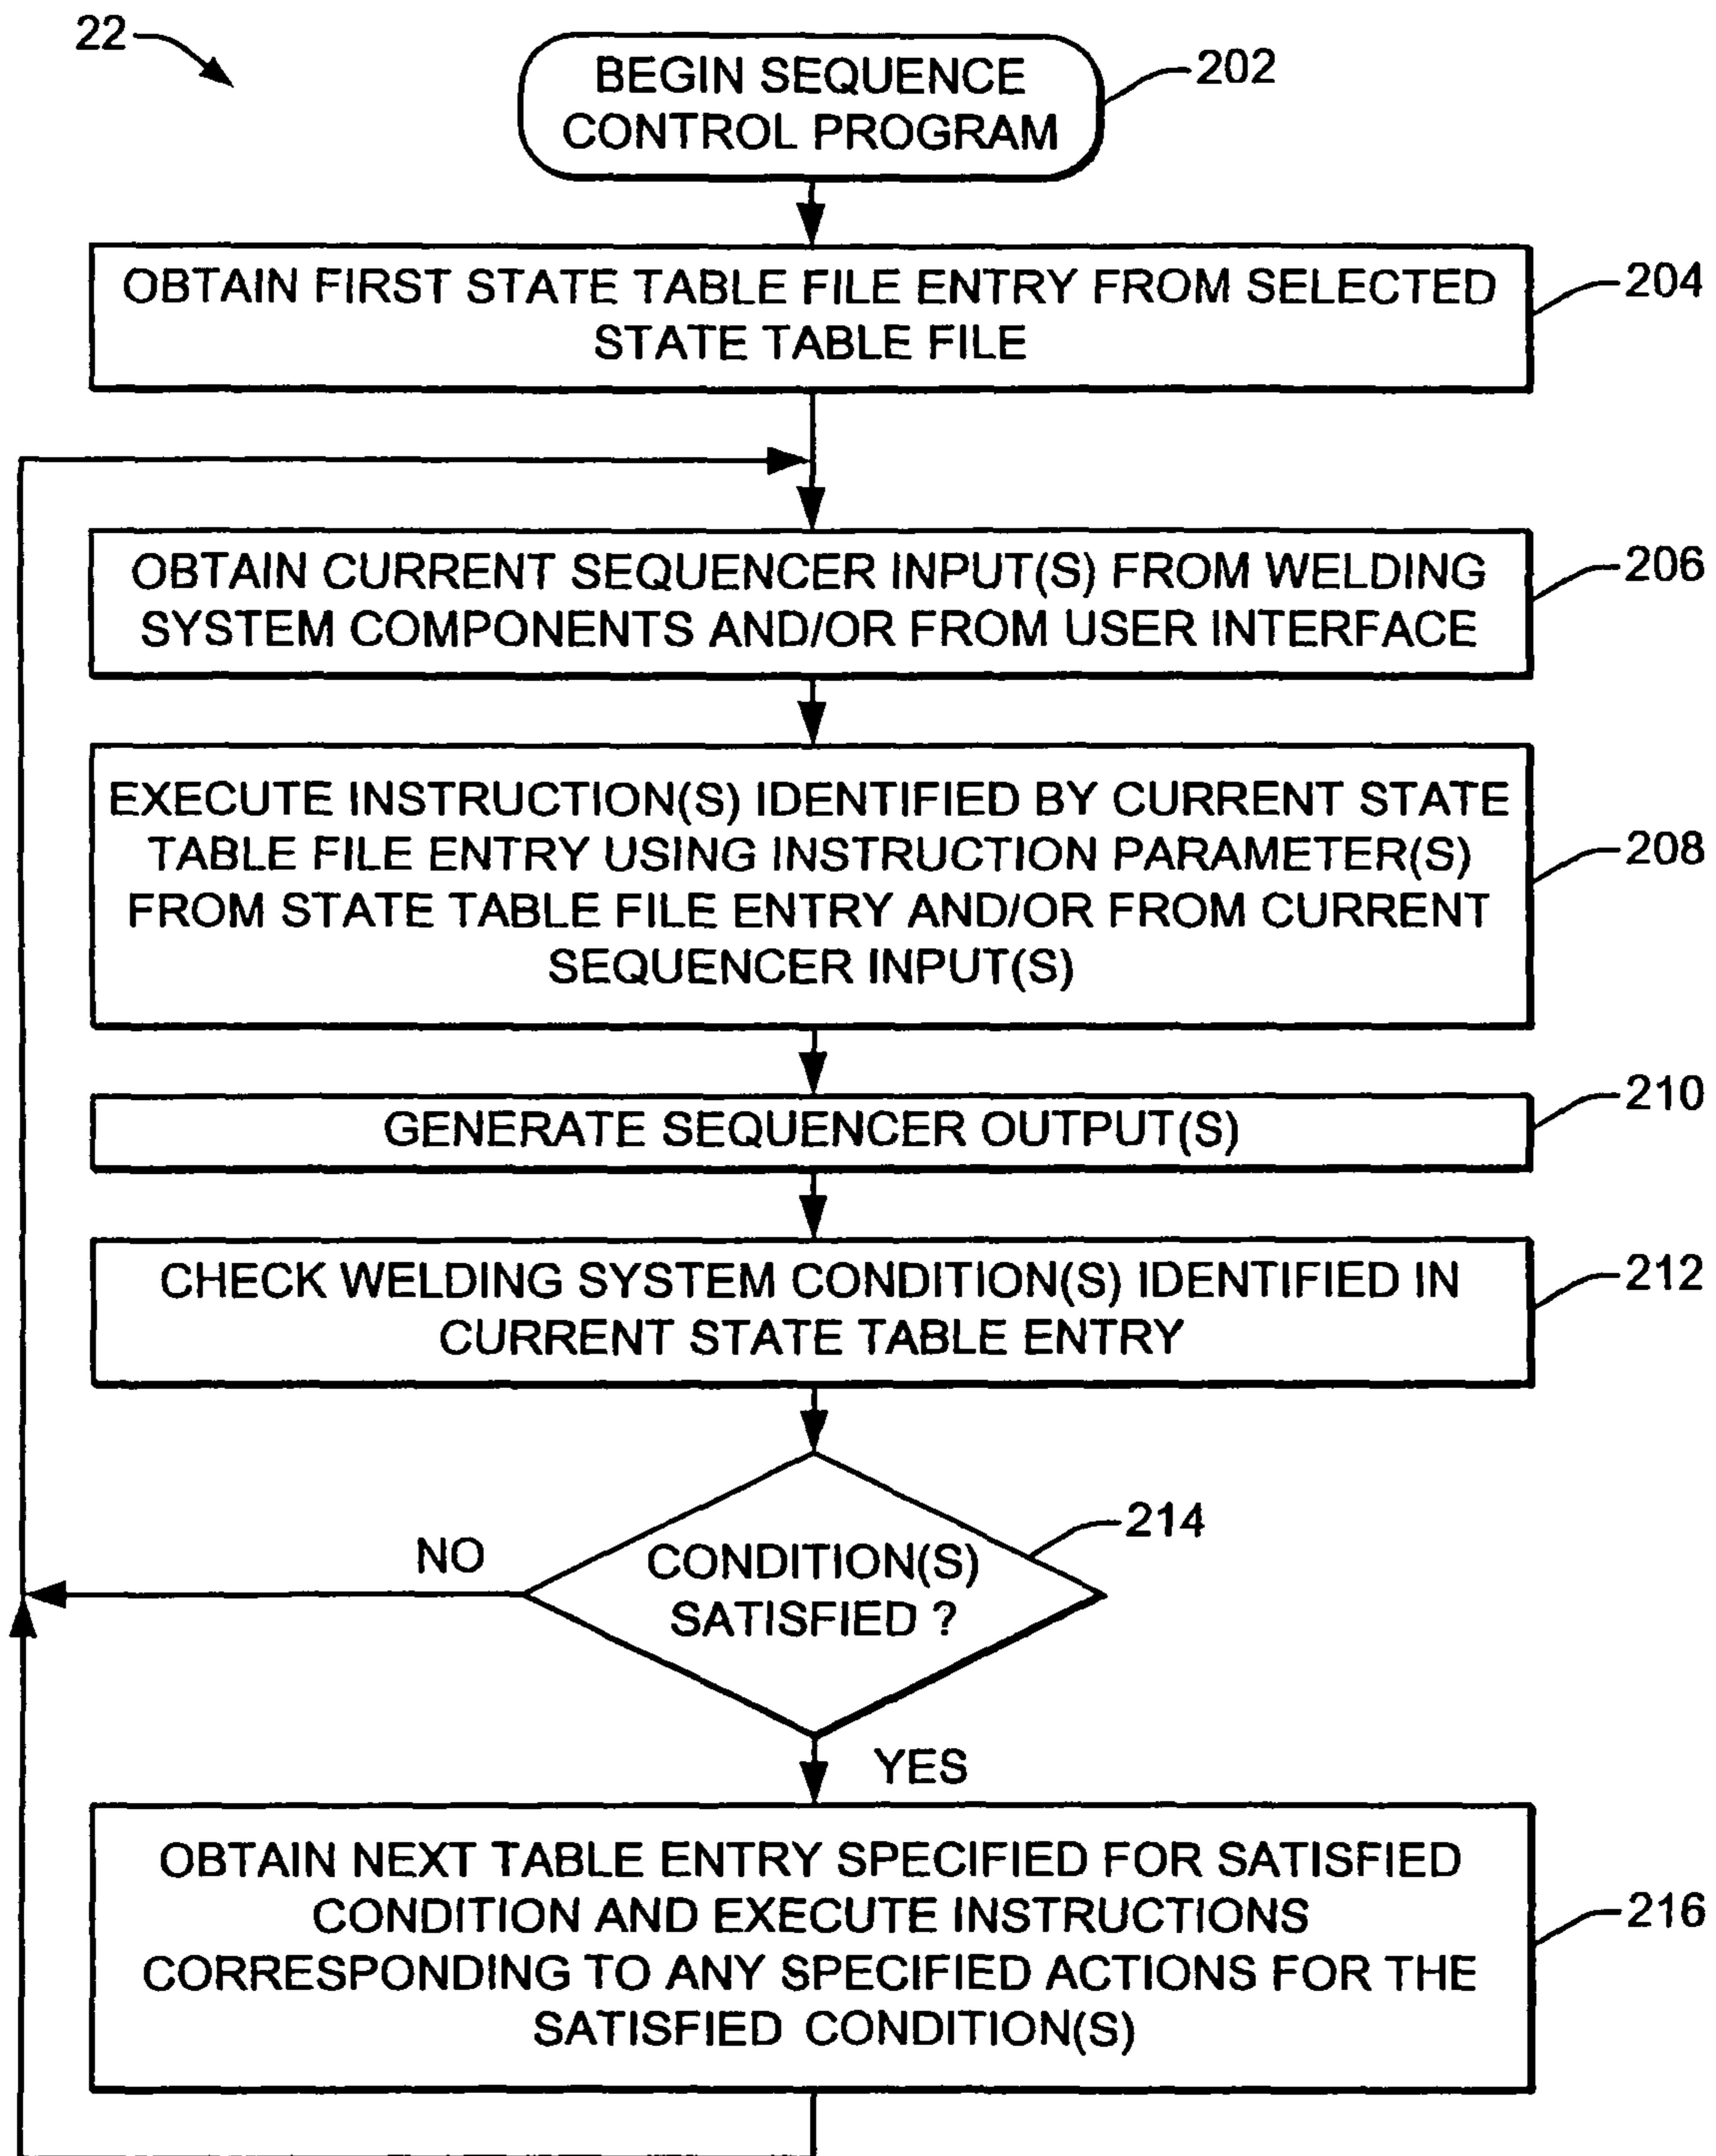 22
BEGIN SEQUENCE
CONTROL PROGRAM
202
OBTAIN FIRST STATE TABLE FILE ENTRY FROM SELECTED
STATE TABLE FILE
204
OBTAIN CURRENT SEQUENCER INPUT(S) FROM WELDING
SYSTEM COMPONENTS AND/OR FROM USER INTERFACE
206
EXECUTE INSTRUCTION(S) IDENTIFIED BY CURRENT STATE
TABLE FILE ENTRY USING INSTRUCTION PARAMETER(S)
FROM STATE TABLE FILE ENTRY AND/OR FROM CURRENT
SEQUENCER INPUT(S)
208
GENERATE SEQUENCER OUTPUT(S)
210
CHECK WELDING SYSTEM CONDITION(S) IDENTIFIED IN
CURRENT STATE TABLE ENTRY
212
CONDITION(S)
SATISFIED ?
214
NO
YES
OBTAIN NEXT TABLE ENTRY SPECIFIED FOR SATISFIED
CONDITION AND EXECUTE INSTRUCTIONS
CORRESPONDING TO ANY SPECIFIED ACTIONS FOR THE
SATISFIED CONDITION(S)
216